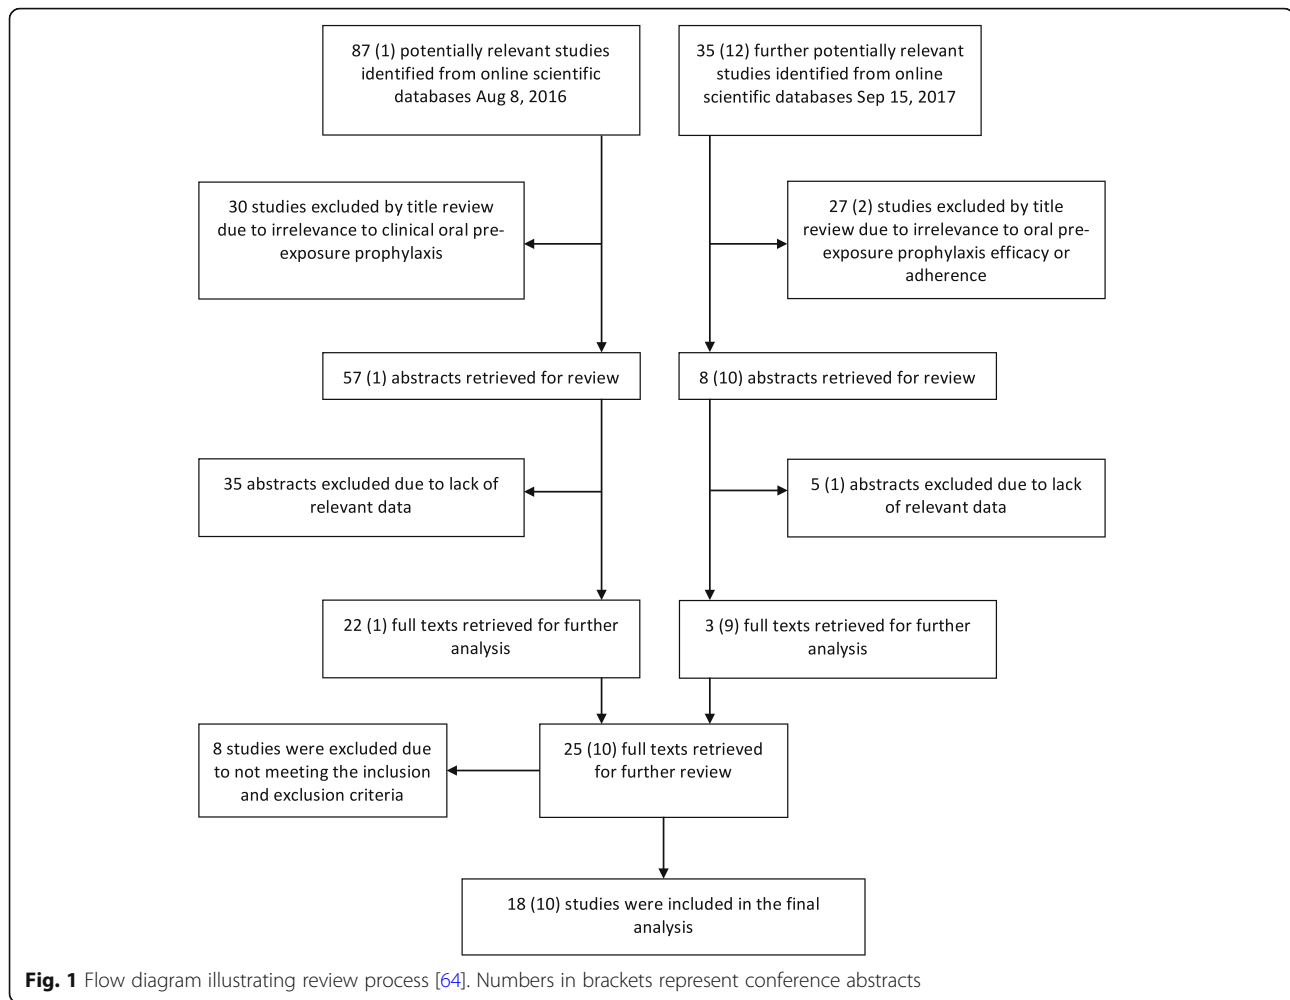 87 (1) potentially relevant studies
identified from online scientific
databases Aug 8, 2016
35 (12) further potentially relevant
studies identified from online
scientific databases Sep 15, 2017
30 studies excluded by title review
due to irrelevance to clinical oral pre-
exposure prophylaxis
27 (2) studies excluded by title
review due to irrelevance to oral pre-
exposure prophylaxis efficacy or
adherence
57 (1) abstracts retrieved for review
8 (10) abstracts retrieved for review
35 abstracts excluded due to lack of
relevant data
5 (1) abstracts excluded due to lack
of relevant data
22 (1) full texts retrieved for further
analysis
3 (9) full texts retrieved for further
analysis
8 studies were excluded due
to not meeting the inclusion
and exclusion criteria
25 (10) full texts retrieved
for further review
18 (10) studies were included in the final
analysis
Fig. 1 Flow diagram illustrating review process [64]. Numbers in brackets represent conference abstracts